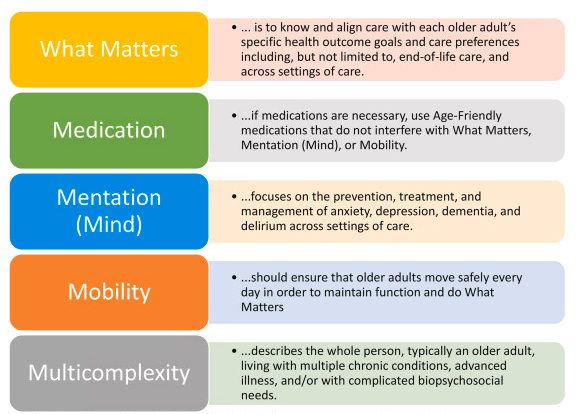 What Matters
• ... is to know and align care with each older adult's
specific health outcome goals and care preferences
including, but not limited to, end-of-life care, and
across settings of care.
Medication
• ...if medications are necessary, use Age-Friendly
medications that do not interfere with What Matters,
Mentation (Mind), or Mobility.
Mentation
(Mind)
• ...focuses on the prevention, treatment, and
management of anxiety, depression, dementia, and
delirium across settings of care.
Mobility
• ...should ensure that older adults move safely every
day in order to maintain function and do What
Matters
Multicomplexity
• ...describes the whole person, typically an older adult,
living with multiple chronic conditions, advanced
illness, and/or with complicated biopsychosocial
needs.